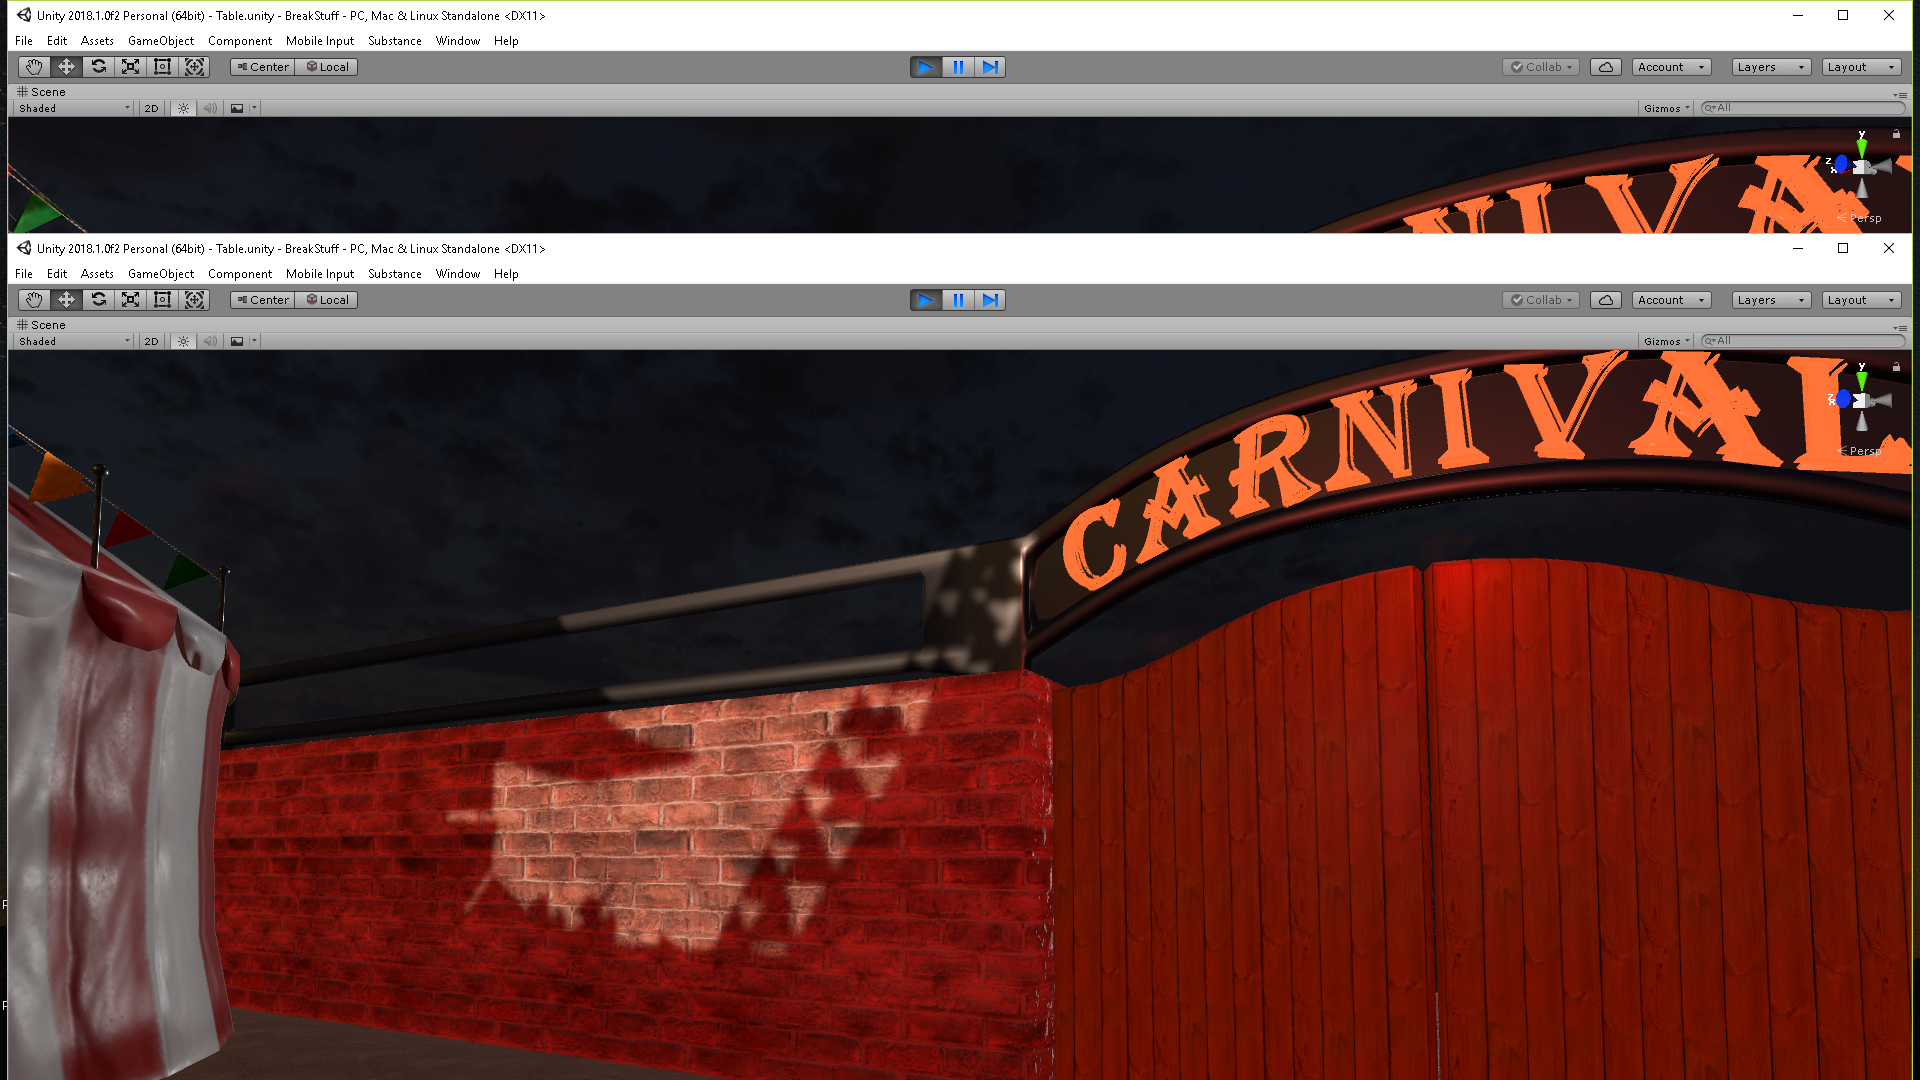 Unity 2018.1.0f2 Personal (64bit) - Table.unity - BreakStuff - PC, Mac & Linux Standalone <DX11>
File Edit Assets GameObject Component Mobile Input Substance Window Help
Center Local Collab Account Layers Layout
Scene
Shaded 2D Gizmos All
y
z
x
Persp
NIVA
Unity 2018.1.0f2 Personal (64bit) - Table.unity - BreakStuff - PC, Mac & Linux Standalone <DX11>
File Edit Assets GameObject Component Mobile Input Substance Window Help
Center Local Collab Account Layers Layout
Scene
Shaded 2D Gizmos All
y
z
x
Persp
CARNIVAL